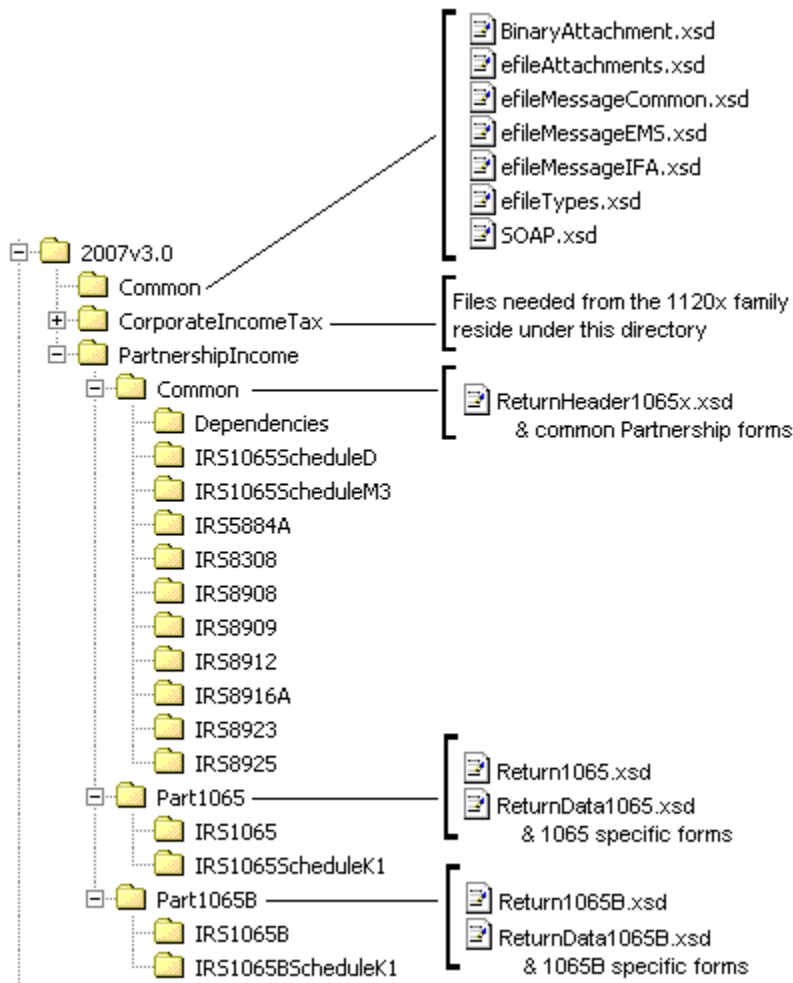 BinaryAttachment.xsd
efileAttachments.xsd
efileMessageCommon.xsd
efileMessageEMS.xsd
efileMessageIFA.xsd
efileTypes.xsd
SOAP.xsd
2007v3.0
Common
CorporateIncomeTax
Files needed from the 1120x family
reside under this directory
PartnershipIncome
Common
ReturnHeader1065x.xsd
& common Partnership forms
Dependencies
IRS1065ScheduleD
IRS1065ScheduleM3
IRS5884A
IRS8308
IRS8908
IRS8909
IRS8912
IRS8916A
IRS8923
IRS8925
Part1065
Return1065.xsd
ReturnData1065.xsd
& 1065 specific forms
IRS1065
IRS1065ScheduleK1
Part1065B
Return1065B.xsd
ReturnData1065B.xsd
& 1065B specific forms
IRS1065B
IRS1065BScheduleK1